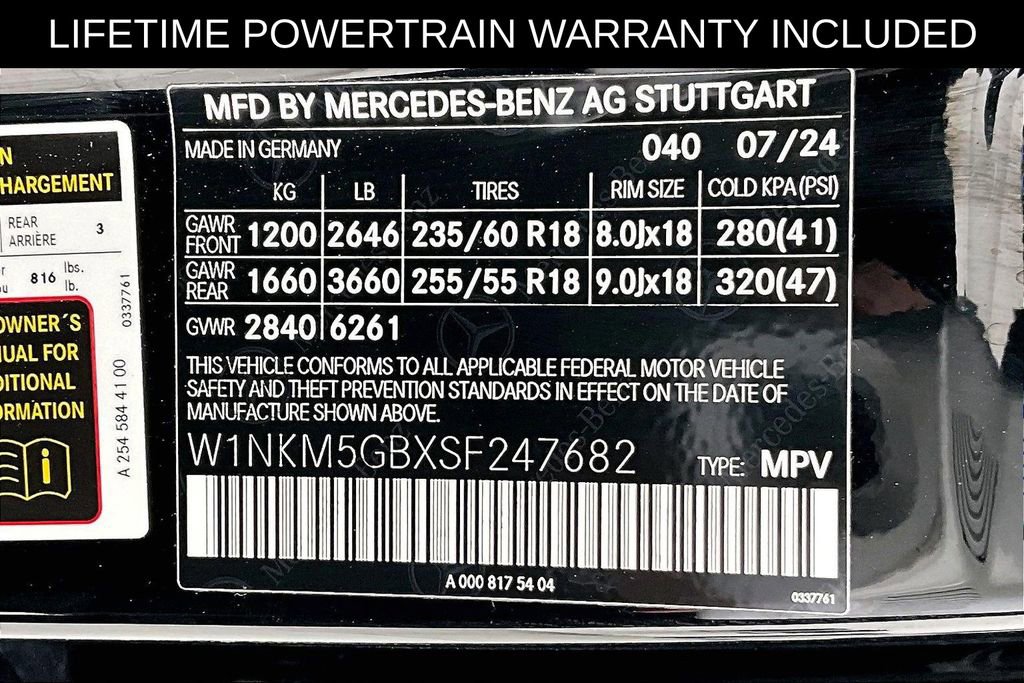 LIFETIME POWERTRAIN WARRANTY INCLUDED
MFD BY MERCEDES-BENZ AG STUTTGART
MADE IN GERMANY 040 07/24
KG LB TIRES RIM SIZE COLD KPA(PSI)
GAWR FRONT 1200 2646 235/60 R18 8.0Jx18 280(41)
GAWR REAR 1660 3660 255/55 R18 9.0Jx18 320(47)
GVWR 2840 6261
THIS VEHICLE CONFORMS TO ALL APPLICABLE FEDERAL MOTOR VEHICLE
SAFETY AND THEFT PREVENTION STANDARDS IN EFFECT ON THE DATE OF
MANUFACTURE SHOWN ABOVE.
W1NKM5GBXSF247682 TYPE: MPV
A 000 817 54 04
0337761
HARGEMENT
REAR
ARRIÈRE 3
816 lbs.
lb.
OWNER´S
UAL FOR
DITIONAL
ORMATION
0337761
A 254 584 41 00